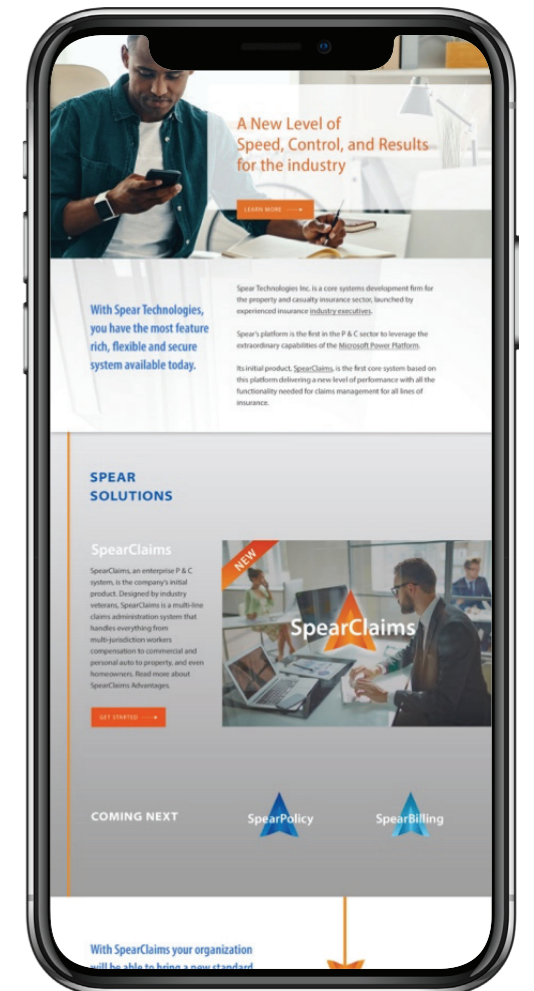 A New Level of
Speed, Control, and Results
for the industry
LEARN MORE
With Spear Technologies,
you have the most feature
rich, flexible and secure
system available today.
Spear Technologies Inc. is a core systems development firm for
the property and casualty insurance sector, launched by
experienced insurance industry executives.
Spear's platform is the first in the P & C sector to leverage the
extraordinary capabilities of the Microsoft Power Platform.
Its initial product, SpearClaims, is the first core system based on
this platform delivering a new level of performance with all the
functionality needed for claims management for all lines of
insurance.
SPEAR
SOLUTIONS
SpearClaims
SpearClaims, an enterprise P & C
system, is the company's initial
product. Designed by industry
veterans, SpearClaims is a multi-line
claims administration system that
handles everything from
multi-jurisdiction workers
compensation to commercial and
personal auto to property, and even
homeowners. Read more about
SpearClaims Advantages.
GET STARTED
NEW
SpearClaims
COMING NEXT
SpearPolicy
SpearBilling
With SpearClaims your organization
will be able to bring a new standard